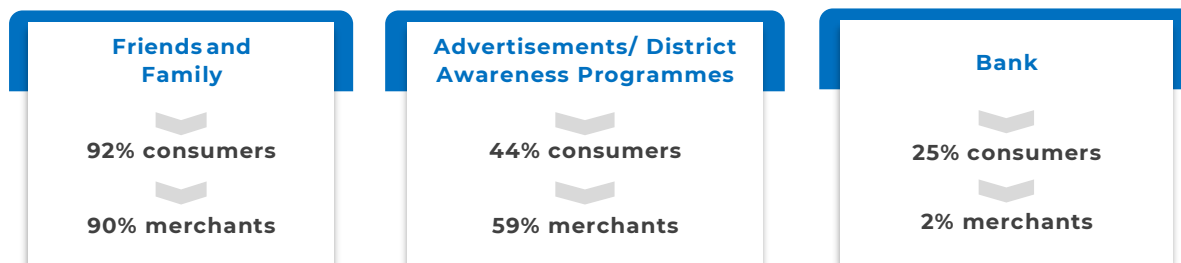 Friends and
Family
92% consumers
90% merchants
Advertisements/ District
Awareness Programmes
44% consumers
59% merchants
Bank
25% consumers
2% merchants